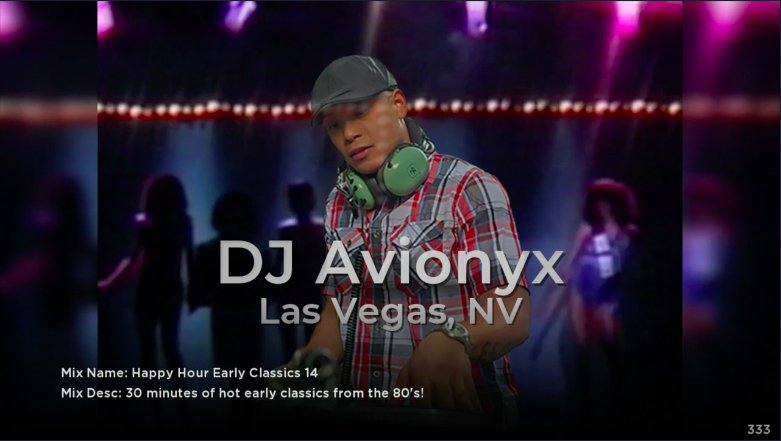 DJ Avionyx
Las Vegas, NV
Mix Name: Happy Hour Early Classics 14
Mix Desc: 30 minutes of hot early classics from the 80's!
333